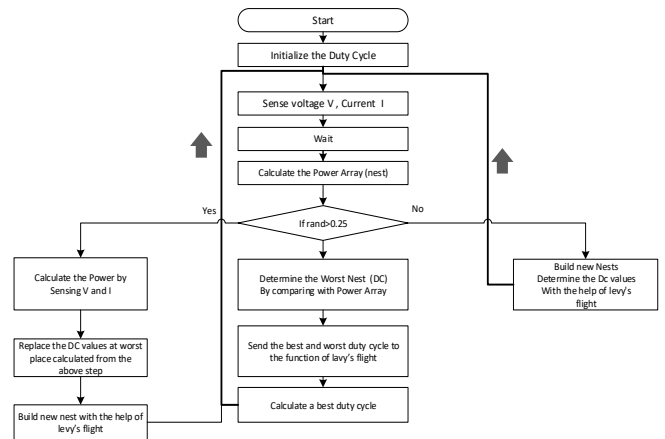 Start
Initialize the Duty Cycle
Sense voltage V , Current I
Wait
Calculate the Power Array (nest)
If rand>0.25
Yes
No
Calculate the Power by
Sensing V and I
Replace the DC values at worst
place calculated from the
above step
Build new nest with the help of
levy's flight
Determine the Worst Nest (DC)
By comparing with Power Array
Send the best and worst duty cycle to
the function of lavy's flight
Calculate a best duty cycle
Build new Nests
Determine the Dc values
With the help of levy's
flight